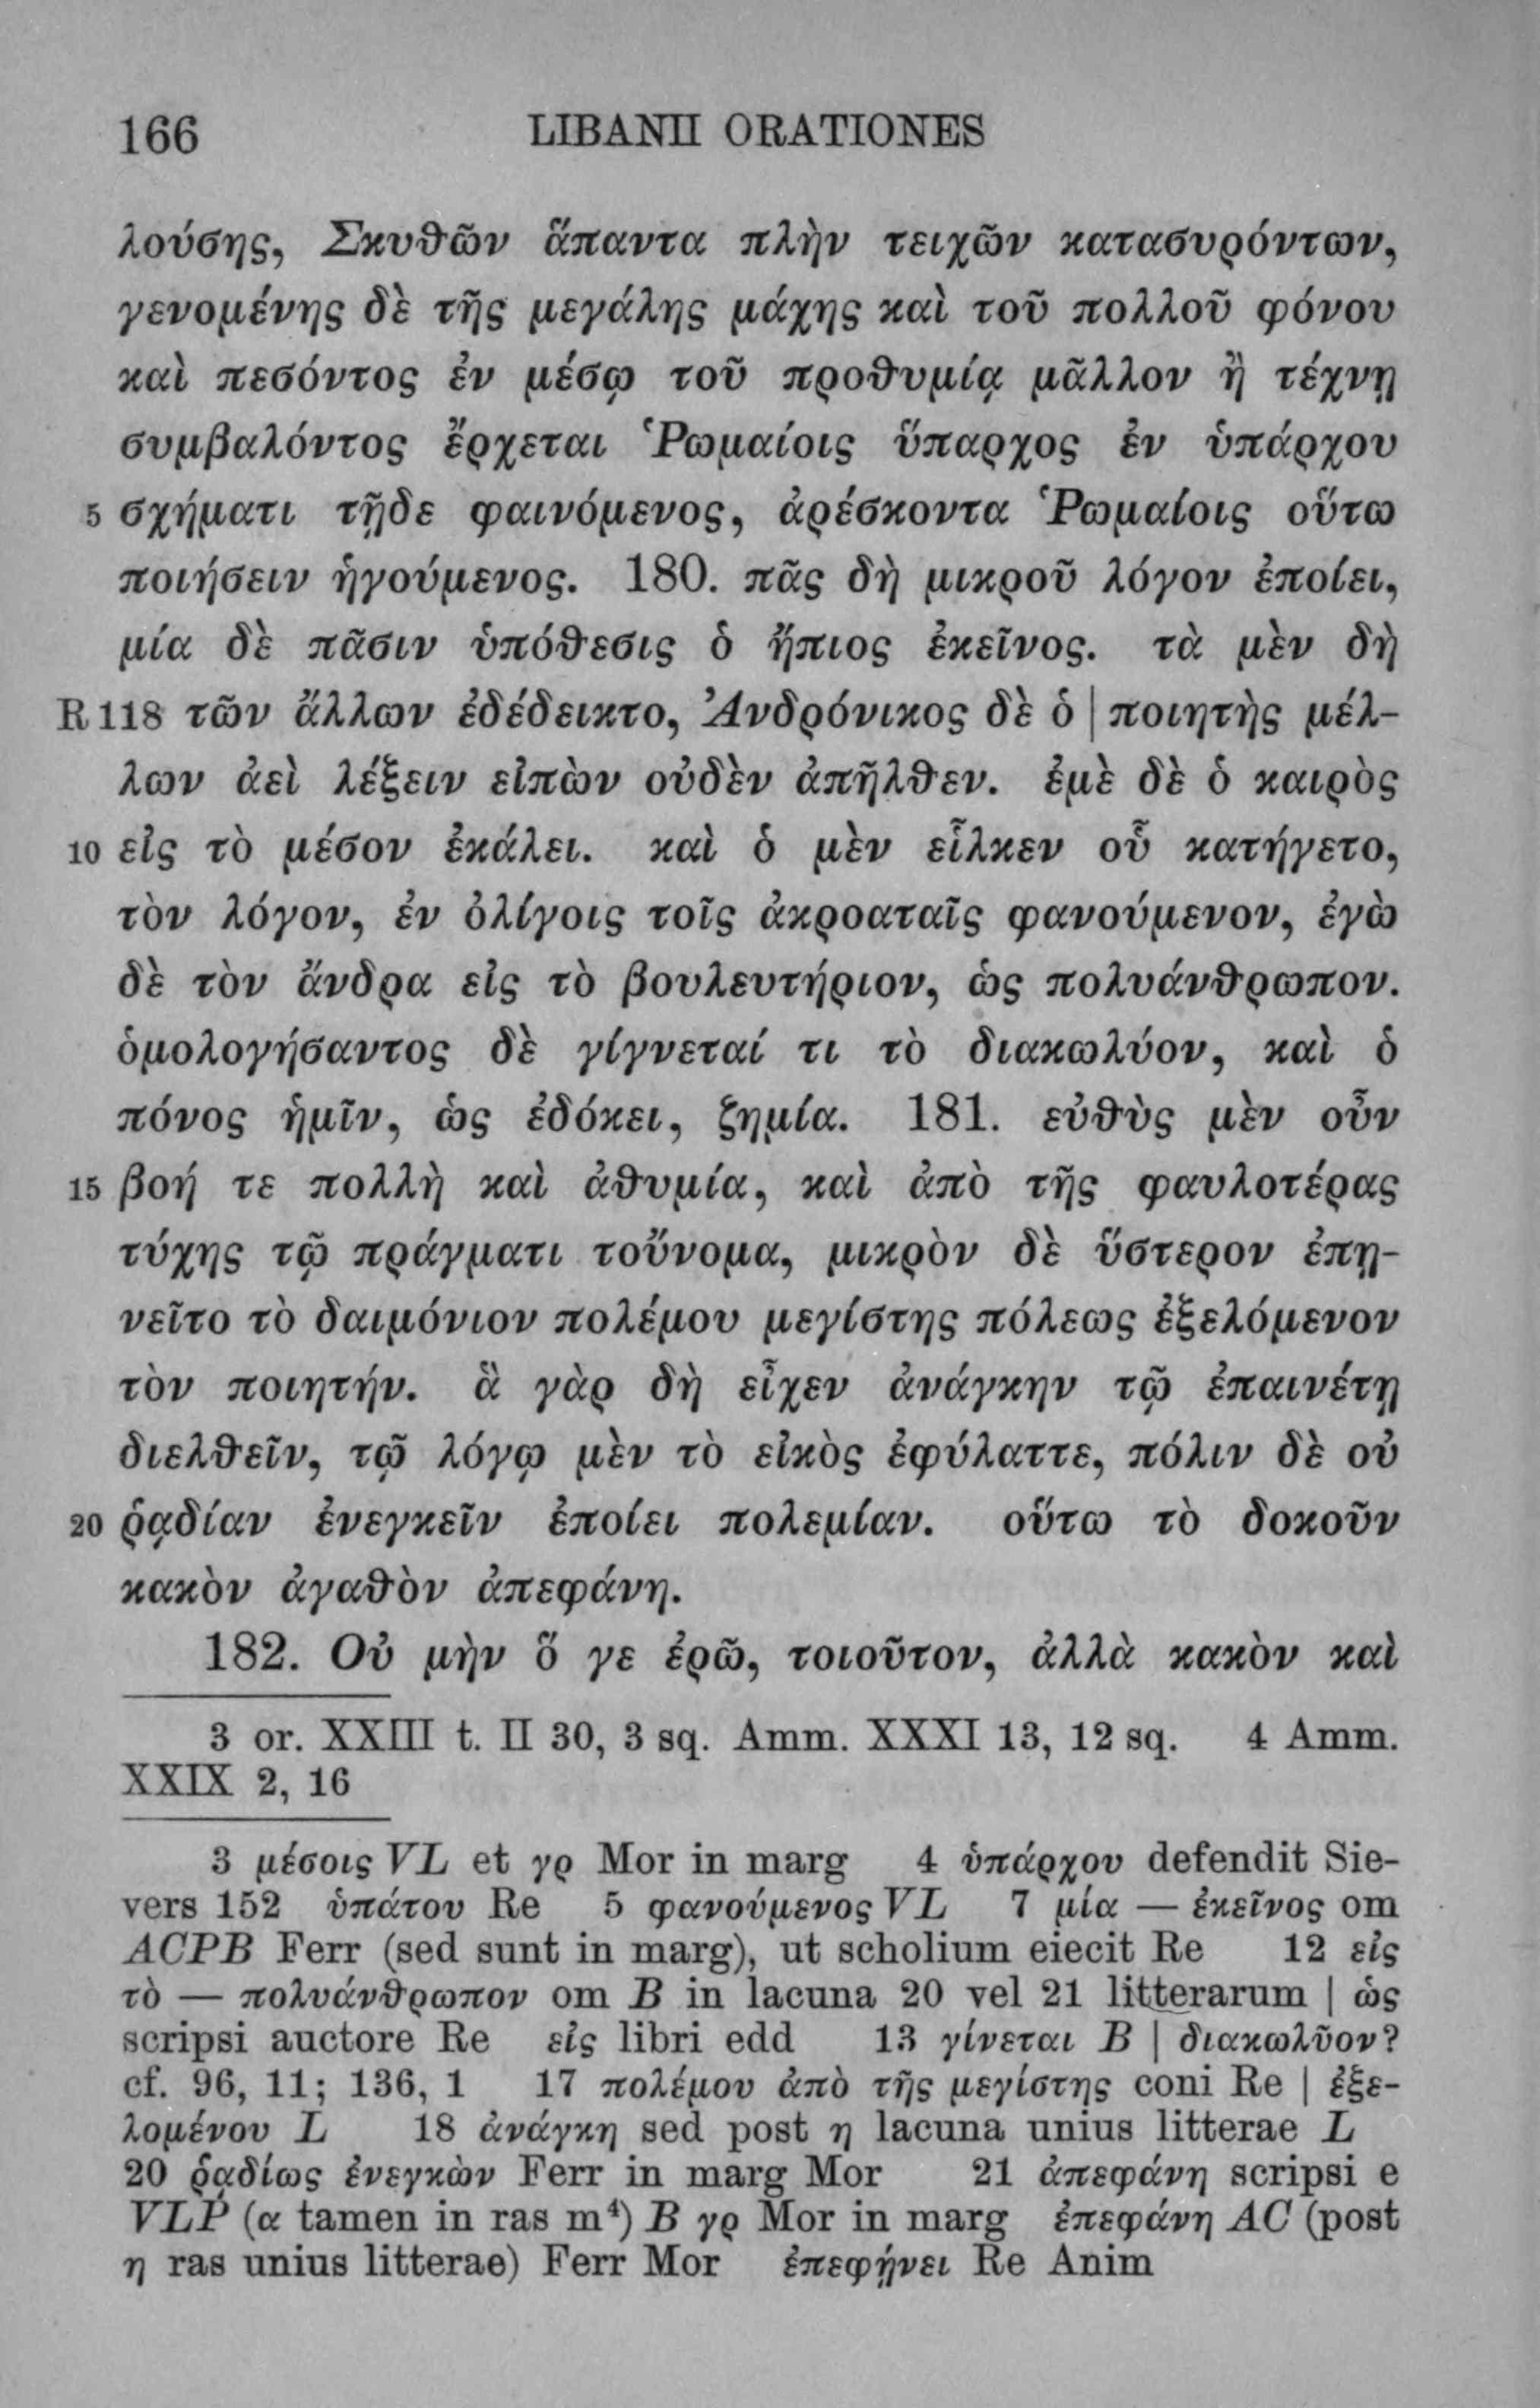 166 LIBANII ORATIONES
λούσης, Σκυθῶν ἅπαντα πλὴν τειχῶν κατασυρόντων,
γενομένης δὲ τῆς μεγάλης μάχης καὶ τοῦ πολλοῦ φόνου
καὶ πεσόντος ἐν μέσῳ τοῦ προθυμίᾳ μᾶλλον ἢ τέχνῃ
συμβαλόντος ἔρχεται Ῥωμαίοις ὕπαρχος ἐν ὑπάρχου
5 σχήματι τῇδε φαινόμενος, ἀρέσκοντα Ῥωμαίοις οὕτω
ποιήσειν ἡγούμενος. 180. πᾶς δὴ μικροῦ λόγον ἐποίει,
μία δὲ πᾶσιν ὑπόθεσις ὁ ἤπιος ἐκεῖνος. τὰ μὲν δὴ
R 118 τῶν ἄλλων ἐδέδεικτο, Ἀνδρόνικος δὲ ὁ | ποιητὴς μέλ-
λων ἀεὶ λέξειν εἰπὼν οὐδὲν ἀπῆλθεν. ἐμὲ δὲ ὁ καιρὸς
10 εἰς τὸ μέσον ἐκάλει. καὶ ὁ μὲν εἷλκεν οὗ κατήγετο,
τὸν λόγον, ἐν ὀλίγοις τοῖς ἀκροαταῖς φανούμενον, ἐγὼ
δὲ τὸν ἄνδρα εἰς τὸ βουλευτήριον, ὡς πολυάνθρωπον.
ὁμολογήσαντος δὲ γίγνεταί τι τὸ διακωλύον, καὶ ὁ
πόνος ἡμῖν, ὡς ἐδόκει, ζημία. 181. εὐθὺς μὲν οὖν
15 βοή τε πολλὴ καὶ ἀθυμία, καὶ ἀπὸ τῆς φαυλοτέρας
τύχης τῷ πράγματι τοὔνομα, μικρὸν δὲ ὕστερον ἐπῃ-
νεῖτο τὸ δαιμόνιον πολέμου μεγίστης πόλεως ἐξελόμενον
τὸν ποιητήν. ἃ γὰρ δὴ εἶχεν ἀνάγκην τῷ ἐπαινέτῃ
διελθεῖν, τῷ λόγῳ μὲν τὸ εἰκὸς ἐφύλαττε, πόλιν δὲ οὐ
20 ῥᾳδίαν ἐνεγκεῖν ἐποίει πολεμίαν. οὕτω τὸ δοκοῦν
κακὸν ἀγαθὸν ἀπεφάνη.
182. Οὐ μὴν ὅ γε ἐρῶ, τοιοῦτον, ἀλλὰ κακὸν καὶ
3 or. XXIII t. II 30, 3 sq. Amm. XXXI 13, 12 sq. 4 Amm.
XXIX 2, 16
3 μέσοις VL et γρ Mor in marg 4 ὑπάρχου defendit Sie-
vers 152 ὑπάτου Re 5 φανούμενος VL 7 μία — ἐκεῖνος om
ACPB Ferr (sed sunt in marg), ut scholium eiecit Re 12 εἰς
τὸ — πολυάνθρωπον om B in lacuna 20 vel 21 litterarum | ὡς
scripsi auctore Re εἰς libri edd 13 γίνεται B | διακωλῦον?
cf. 96, 11; 136, 1 17 πολέμου ἀπὸ τῆς μεγίστης coni Re | ἐξε-
λομένου L 18 ἀνάγκη sed post η lacuna unius litterae L
20 ῥᾳδίως ἐνεγκὼν Ferr in marg Mor 21 ἀπεφάνη scripsi e
VLP (α tamen in ras m⁴) B γρ Mor in marg ἐπεφάνη AC (post
η ras unius litterae) Ferr Mor ἐπεφήνει Re Anim